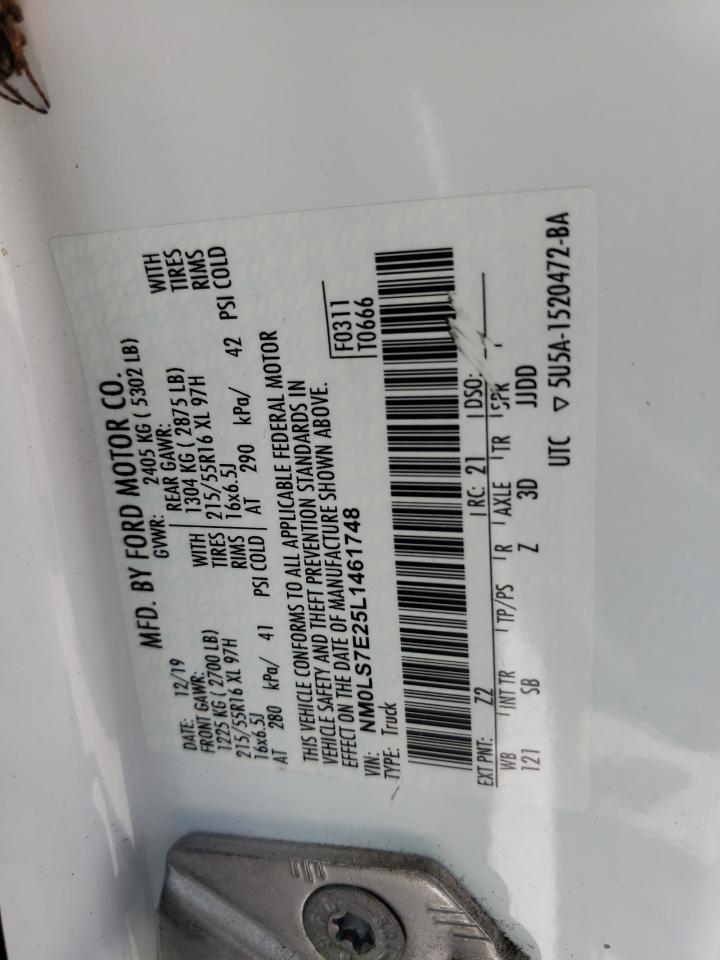 MFD. BY FORD MOTOR CO.
DATE: 12/19 GVWR: 2405 KG ( 5302 LB)
FRONT GAWR: REAR GAWR:
1225 KG ( 2700 LB) WITH 1304 KG ( 2875 LB) WITH
215/55R16 XL 97H TIRES 215/55R16 XL 97H TIRES
16x6.5J RIMS 16x6.5J RIMS
AT 280 kPa/ 41 PSI COLD AT 290 kPa/ 42 PSI COLD
THIS VEHICLE CONFORMS TO ALL APPLICABLE FEDERAL MOTOR
VEHICLE SAFETY AND THEFT PREVENTION STANDARDS IN
EFFECT ON THE DATE OF MANUFACTURE SHOWN ABOVE.
VIN: NM0LS7E25L1461748 F0311
TYPE: Truck T0666
EXT PNT: Z2 RC: 21 DSO:
WB INT TR TP/PS R AXLE TR SPR
121 SB Z 3D JJDD
UTC ▽ 5U5A-1520472-BA